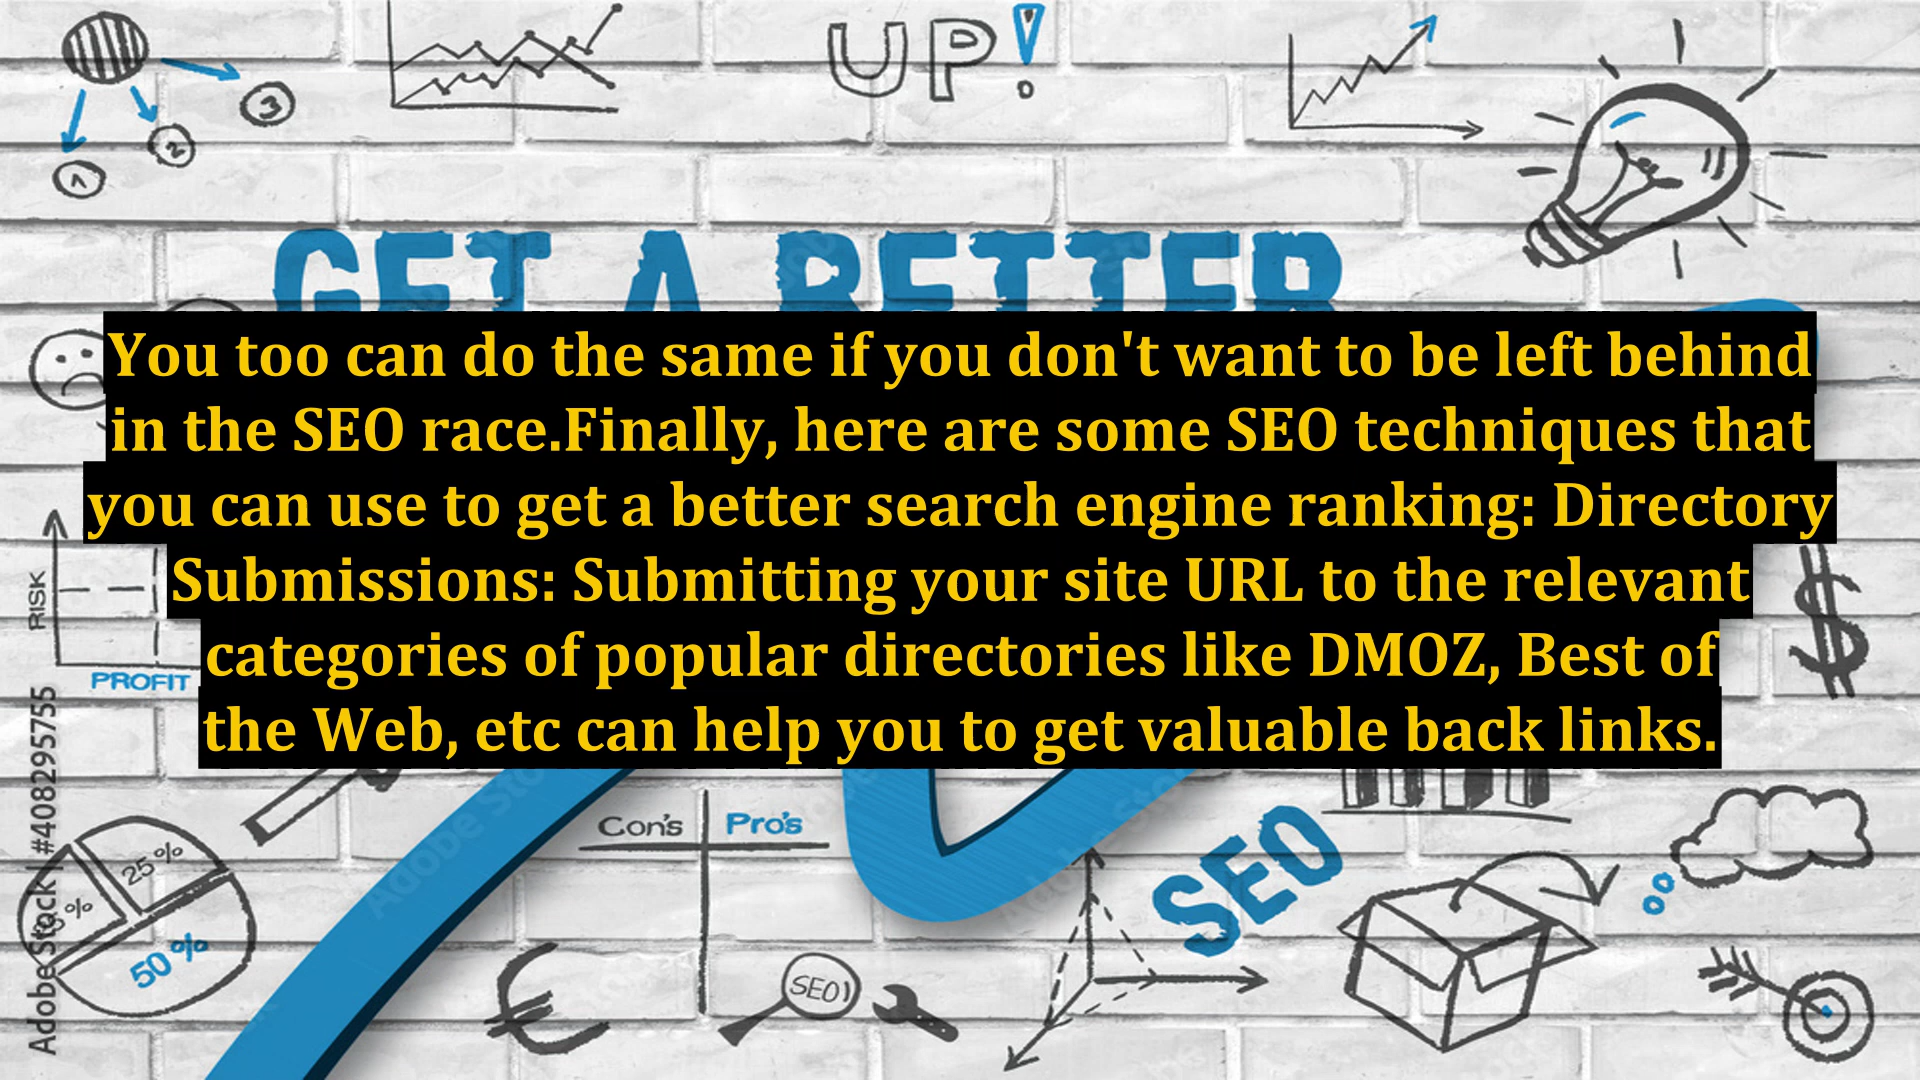 UP!
3
2
1
GET A BETTER
You too can do the same if you don't want to be left behind
in the SEO race.Finally, here are some SEO techniques that
you can use to get a better search engine ranking: Directory
Submissions: Submitting your site URL to the relevant
categories of popular directories like DMOZ, Best of
the Web, etc can help you to get valuable back links.
RISK
PROFIT
Con's Pro's
SEO
25 %
50 %
SEO
Adobe Stock | #408295755